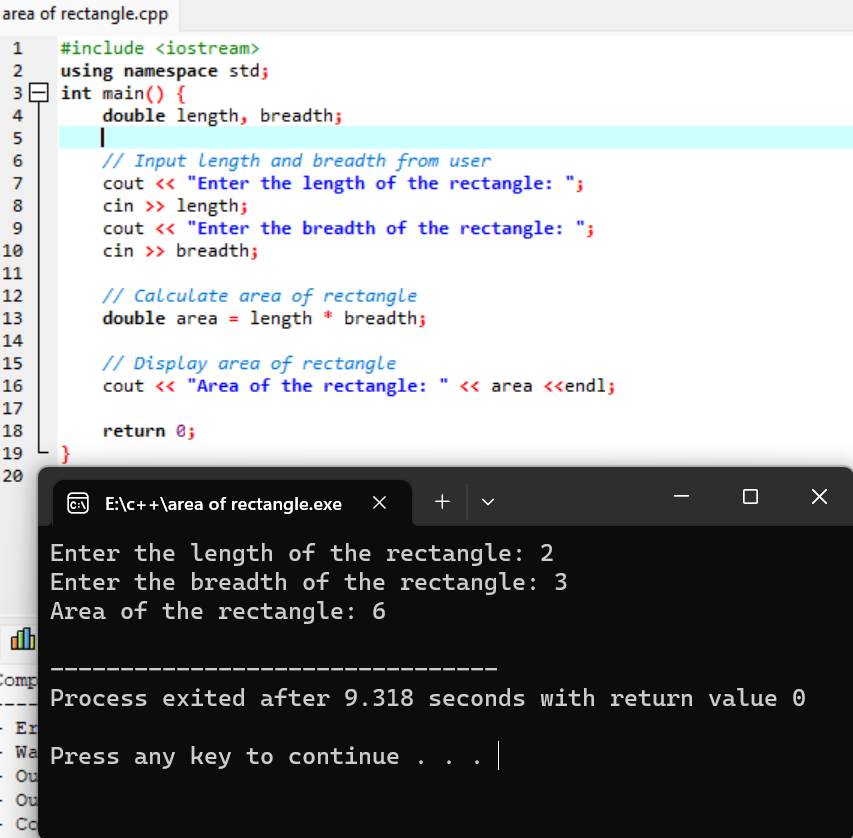 area of rectangle.cpp
1 #include <iostream>
2 using namespace std;
3 int main() {
4 double length, breadth;
5
6 // Input length and breadth from user
7 cout << "Enter the length of the rectangle: ";
8 cin >> length;
9 cout << "Enter the breadth of the rectangle: ";
10 cin >> breadth;
11
12 // Calculate area of rectangle
13 double area = length * breadth;
14
15 // Display area of rectangle
16 cout << "Area of the rectangle: " << area <<endl;
17
18 return 0;
19 }
20
E:\c++\area of rectangle.exe
Enter the length of the rectangle: 2
Enter the breadth of the rectangle: 3
Area of the rectangle: 6
--------------------------------
Process exited after 9.318 seconds with return value 0
Press any key to continue . . .